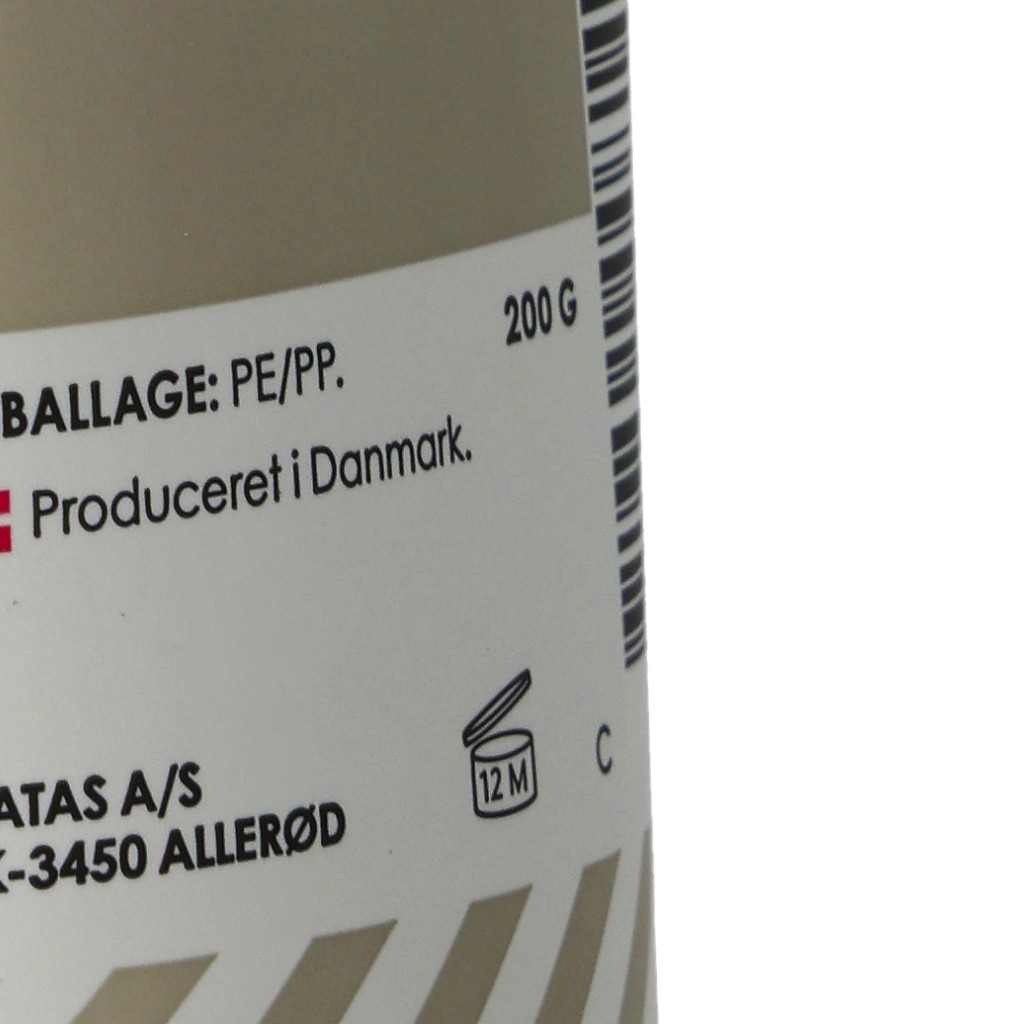 200 G
BALLAGE: PE/PP.
Produceret i Danmark.
12 M
C
ATAS A/S
-3450 ALLERØD